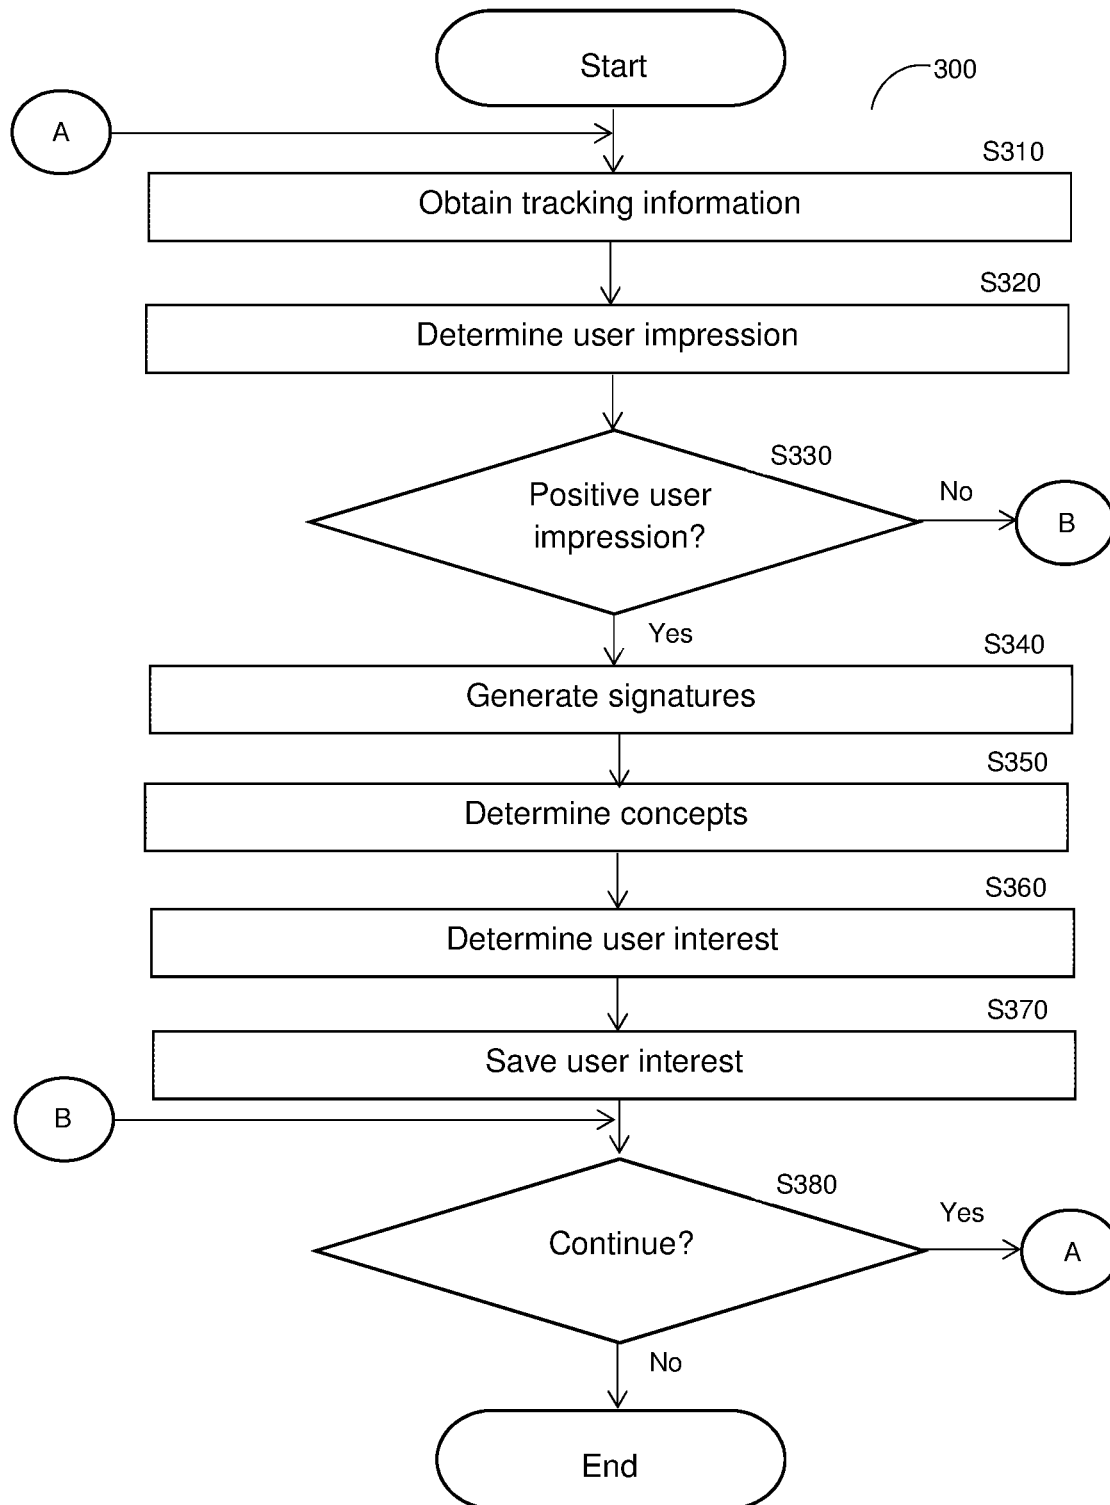 Start
300
A
S310
Obtain tracking information
S320
Determine user impression
S330
Positive user
impression?
No
B
Yes
S340
Generate signatures
S350
Determine concepts
S360
Determine user interest
S370
Save user interest
B
S380
Continue?
Yes
A
No
End